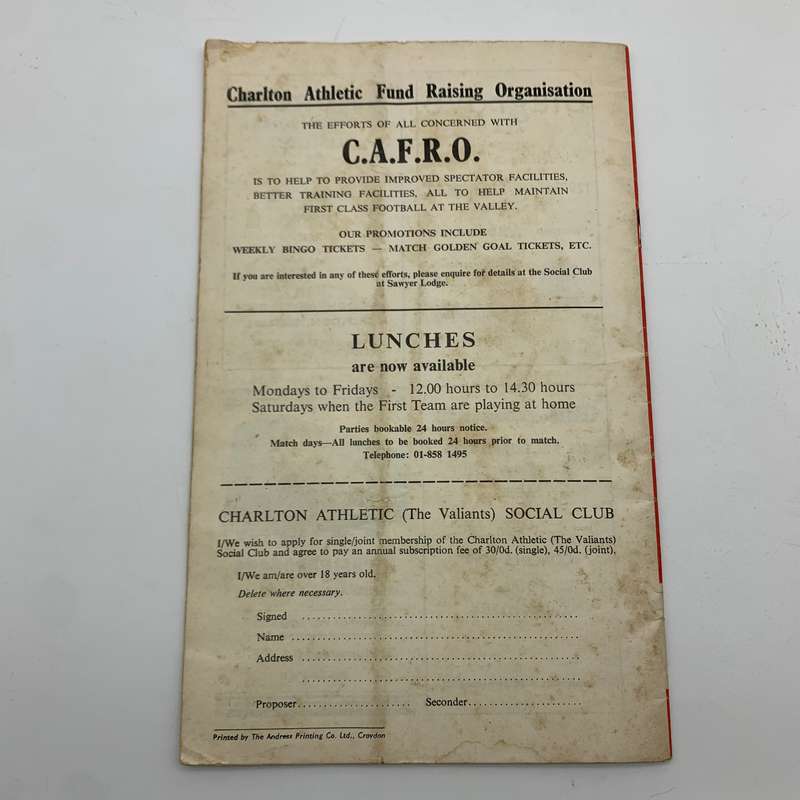 Charlton Athletic Fund Raising Organisation
THE EFFORTS OF ALL CONCERNED WITH
C.A.F.R.O.
IS TO HELP TO PROVIDE IMPROVED SPECTATOR FACILITIES,
BETTER TRAINING FACILITIES, ALL TO HELP MAINTAIN
FIRST CLASS FOOTBALL AT THE VALLEY.
OUR PROMOTIONS INCLUDE
WEEKLY BINGO TICKETS — MATCH GOLDEN GOAL TICKETS, ETC.
If you are interested in any of these efforts, please enquire for details at the Social Club
at Sawyer Lodge.
LUNCHES
are now available
Mondays to Fridays - 12.00 hours to 14.30 hours
Saturdays when the First Team are playing at home
Parties bookable 24 hours notice.
Match days—All lunches to be booked 24 hours prior to match.
Telephone: 01-858 1495
CHARLTON ATHLETIC (The Valiants) SOCIAL CLUB
I/We wish to apply for single/joint membership of the Charlton Athletic (The Valiants)
Social Club and agree to pay an annual subscription fee of 30/0d. (single), 45/0d. (joint),
I/We am/are over 18 years old.
Delete where necessary.
Signed
Name
Address
Proposer Seconder
Printed by The Andress Printing Co. Ltd., Croydon